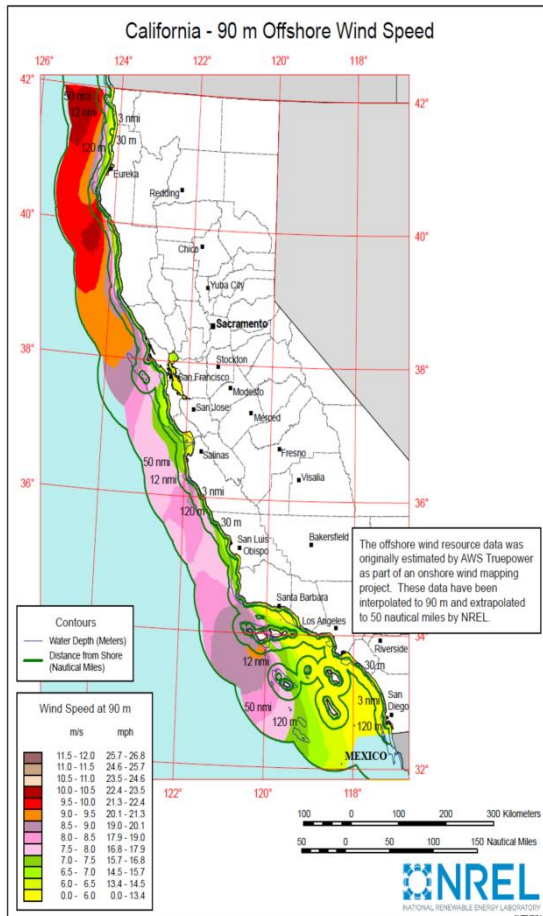 California - 90 m Offshore Wind Speed
126° 124° 122° 120° 118°
42°
42°
50 nmi
12 nmi
3 nmi
30 m
120 m
Eureka
Redding
40°
40°
Chico
Yuba City
Sacramento
38°
38°
Stockton
San Francisco
Modesto
San Jose
Merced
50 nmi
Salinas
Fresno
12 nmi
Visalia
36°
3 nmi
36°
120 m
30 m
San Luis
Obispo
Bakersfield
The offshore wind resource data was
originally estimated by AWS Truepower
as part of an onshore wind mapping
project. These data have been
interpolated to 90 m and extrapolated
to 50 nautical miles by NREL.
Santa Barbara
Los Angeles
34°
34°
Riverside
30 m
12 nmi
3 nmi
San
Diego
50 nmi
120 m
120 m
MEXICO
32°
122° 120° 118°
Contours
Water Depth (Meters)
Distance from Shore
(Nautical Miles)
Wind Speed at 90 m
m/s mph
11.5 - 12.0 25.7 - 26.8
11.0 - 11.5 24.6 - 25.7
10.5 - 11.0 23.5 - 24.6
10.0 - 10.5 22.4 - 23.5
9.5 - 10.0 21.3 - 22.4
9.0 - 9.5 20.1 - 21.3
8.5 - 9.0 19.0 - 20.1
8.0 - 8.5 17.9 - 19.0
7.5 - 8.0 16.8 - 17.9
7.0 - 7.5 15.7 - 16.8
6.5 - 7.0 14.5 - 15.7
6.0 - 6.5 13.4 - 14.5
0.0 - 6.0 0.0 - 13.4
100 0 100 200 300 Kilometers
50 0 50 100 150 Nautical Miles
NREL
NATIONAL RENEWABLE ENERGY LABORATORY